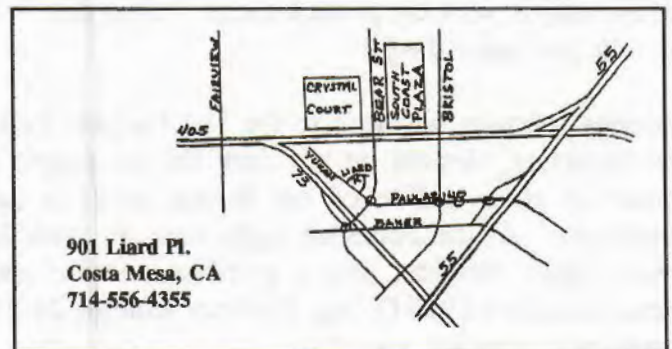 FAIRVIEW
CRYSTAL
COURT
BEAR ST
SOUTH
COAST
PLAZA
BRISTOL
55
405
73
YUKON
LIARD
PL
PAULARINO
BAKER
55
901 Liard Pl.
Costa Mesa, CA
714-556-4355